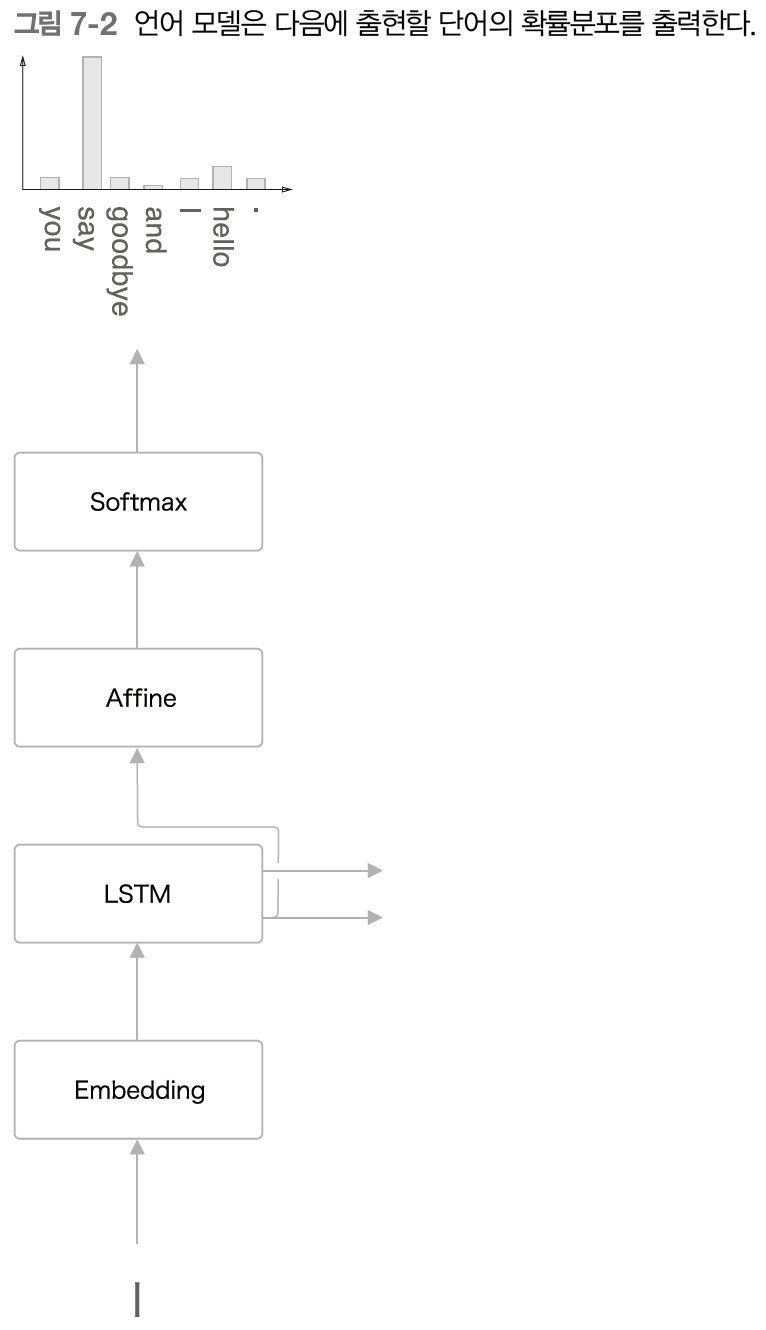 그림 7-2 언어 모델은 다음에 출현할 단어의 확률분포를 출력한다.
you
say
goodbye
and
I
hello
.
Softmax
Affine
LSTM
Embedding
I